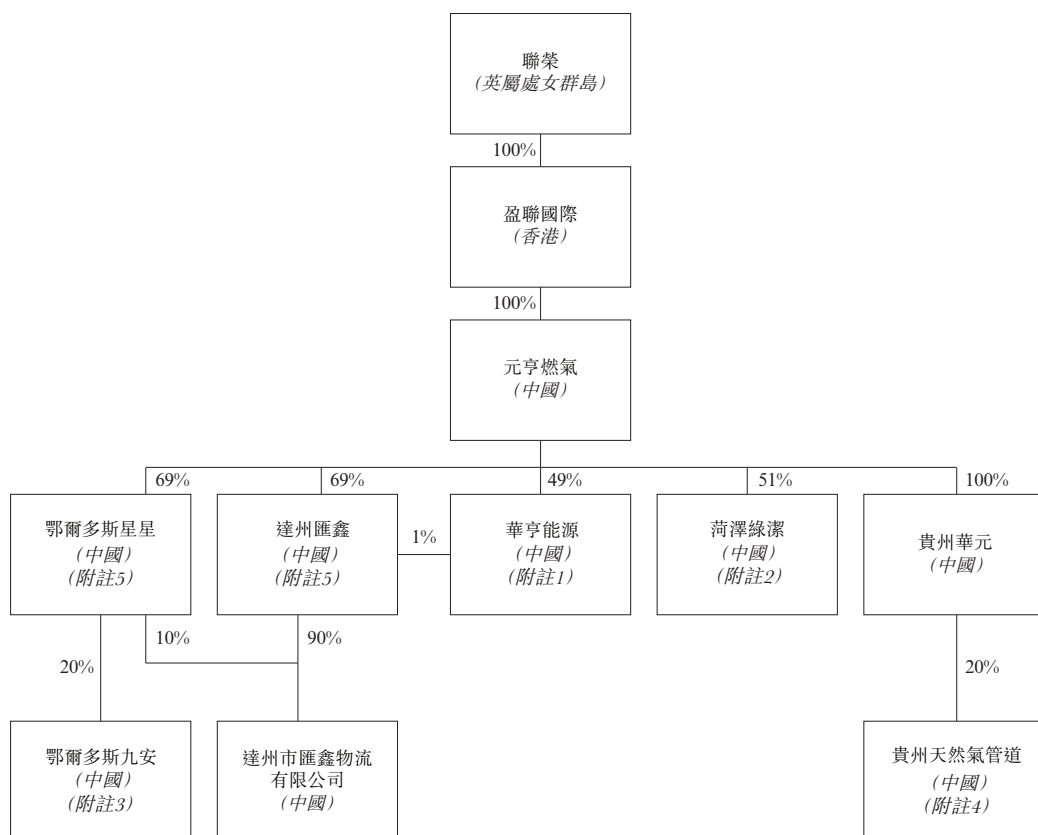 聯榮
(英屬處女群島)
100%
盈聯國際
(香港)
100%
元亨燃氣
(中國)
69%
69%
49%
51%
100%
鄂爾多斯星星
(中國)
(附註5)
達州匯鑫
(中國)
(附註5)
1%
華亨能源
(中國)
(附註1)
菏澤綠潔
(中國)
(附註2)
貴州華元
(中國)
20%
10%
90%
20%
鄂爾多斯九安
(中國)
(附註3)
達州市匯鑫物流
有限公司
(中國)
貴州天然氣管道
(中國)
(附註4)